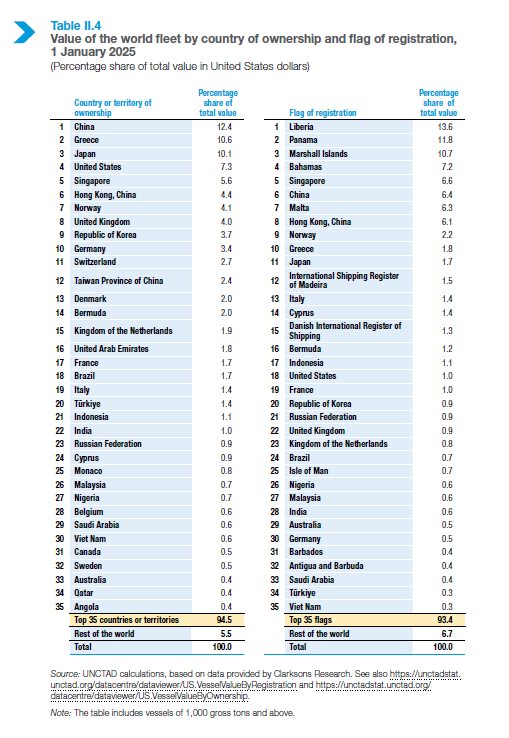 Table II.4
Value of the world fleet by country of ownership and flag of registration,
1 January 2025
(Percentage share of total value in United States dollars)
Country or territory of
ownership
Percentage
share of
total value
1 China 12.4
2 Greece 10.6
3 Japan 10.1
4 United States 7.3
5 Singapore 5.6
6 Hong Kong, China 4.4
7 Norway 4.1
8 United Kingdom 4.0
9 Republic of Korea 3.7
10 Germany 3.4
11 Switzerland 2.7
12 Taiwan Province of China 2.4
13 Denmark 2.0
14 Bermuda 2.0
15 Kingdom of the Netherlands 1.9
16 United Arab Emirates 1.8
17 France 1.7
18 Brazil 1.7
19 Italy 1.4
20 Türkiye 1.4
21 Indonesia 1.1
22 India 1.0
23 Russian Federation 0.9
24 Cyprus 0.9
25 Monaco 0.8
26 Malaysia 0.7
27 Nigeria 0.7
28 Belgium 0.6
29 Saudi Arabia 0.6
30 Viet Nam 0.6
31 Canada 0.5
32 Sweden 0.5
33 Australia 0.4
34 Qatar 0.4
35 Angola 0.4
Top 35 countries or territories 94.5
Rest of the world 5.5
Total 100.0
Flag of registration
Percentage
share of
total value
1 Liberia 13.6
2 Panama 11.8
3 Marshall Islands 10.7
4 Bahamas 7.2
5 Singapore 6.6
6 China 6.4
7 Malta 6.3
8 Hong Kong, China 6.1
9 Norway 2.2
10 Greece 1.8
11 Japan 1.7
12 International Shipping Register
of Madeira 1.5
13 Italy 1.4
14 Cyprus 1.4
15 Danish International Register of
Shipping 1.3
16 Bermuda 1.2
17 Indonesia 1.1
18 United States 1.0
19 France 1.0
20 Republic of Korea 0.9
21 Russian Federation 0.9
22 United Kingdom 0.9
23 Kingdom of the Netherlands 0.8
24 Brazil 0.7
25 Isle of Man 0.7
26 Nigeria 0.6
27 Malaysia 0.6
28 India 0.6
29 Australia 0.5
30 Germany 0.5
31 Barbados 0.4
32 Antigua and Barbuda 0.4
33 Saudi Arabia 0.4
34 Türkiye 0.3
35 Viet Nam 0.3
Top 35 flags 93.4
Rest of the world 6.7
Total 100.0
Source: UNCTAD calculations, based on data provided by Clarksons Research. See also https://unctadstat.
unctad.org/datacentre/dataviewer/US.VesselValueByRegistration and https://unctadstat.unctad.org/
datacentre/dataviewer/US.VesselValueByOwnership.
Note: The table includes vessels of 1,000 gross tons and above.